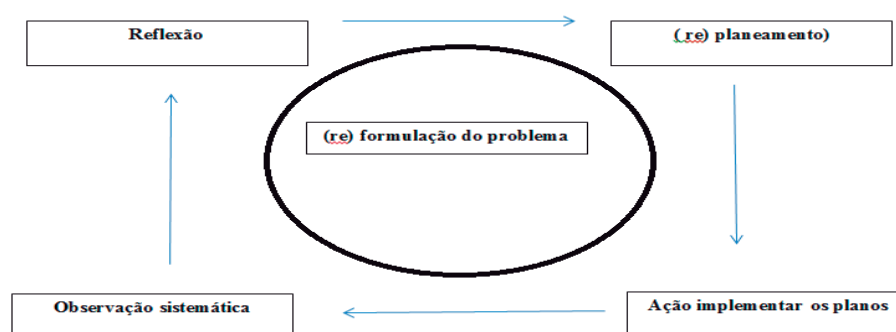 Reflexão
( re) planeamento)
(re) formulação do problema
Observação sistemática
Ação implementar os planos